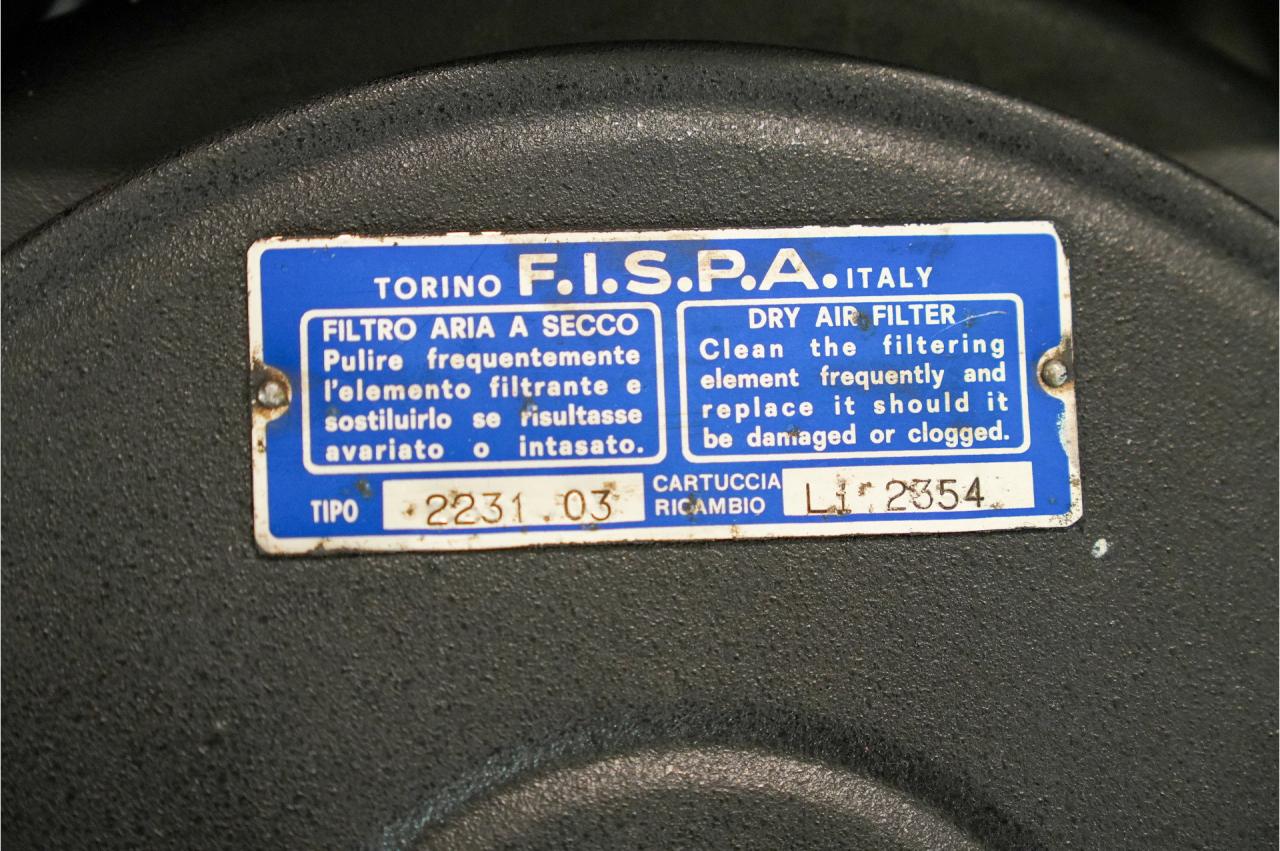 TORINO F.I.S.P.A. ITALY
FILTRO ARIA A SECCO
Pulire frequentemente
l'elemento filtrante e
sostiluirlo se risultasse
avariato o intasato.
DRY AIR FILTER
Clean the filtering
element frequently and
replace it should it
be damaged or clogged.
TIPO 2231.03
CARTUCCIA
RICAMBIO
Li 2354